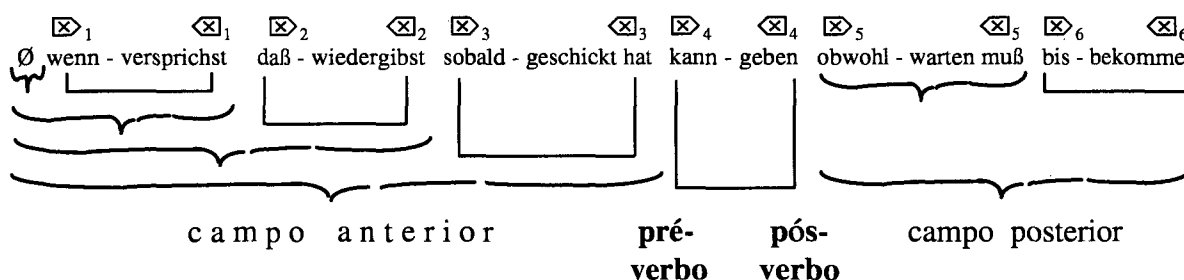 ⌦1 ⌫1 ⌦2 ⌫2 ⌦3 ⌫3 ⌦4 ⌫4 ⌦5 ⌫5 ⌦6 ⌫6
Ø wenn - versprichst daß - wiedergibst sobald - geschickt hat kann - geben obwohl - warten muß bis - bekomme
campo anterior pré- pós- campo posterior
verbo verbo